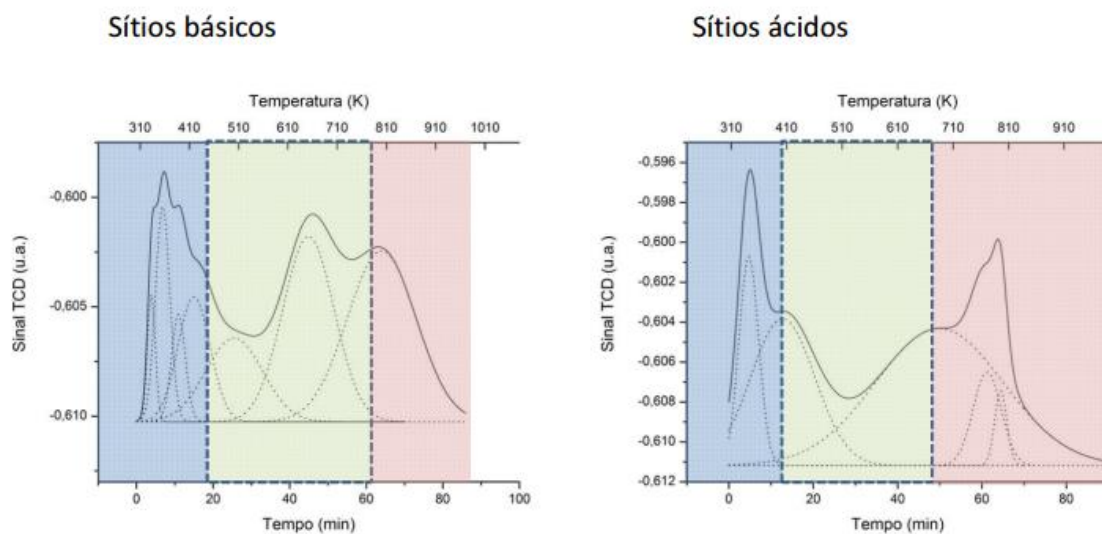 Sítios básicos
Temperatura (K)
310 410 510 610 710 810 910 1010
-0,600
-0,605
-0,610
Sinal TCD (u.a.)
0 20 40 60 80 100
Tempo (min)
Sítios ácidos
Temperatura (K)
310 410 510 610 710 810 910
-0,596
-0,598
-0,600
-0,602
-0,604
-0,606
-0,608
-0,610
-0,612
Sinal TCD (u.a.)
0 20 40 60 80
Tempo (min)